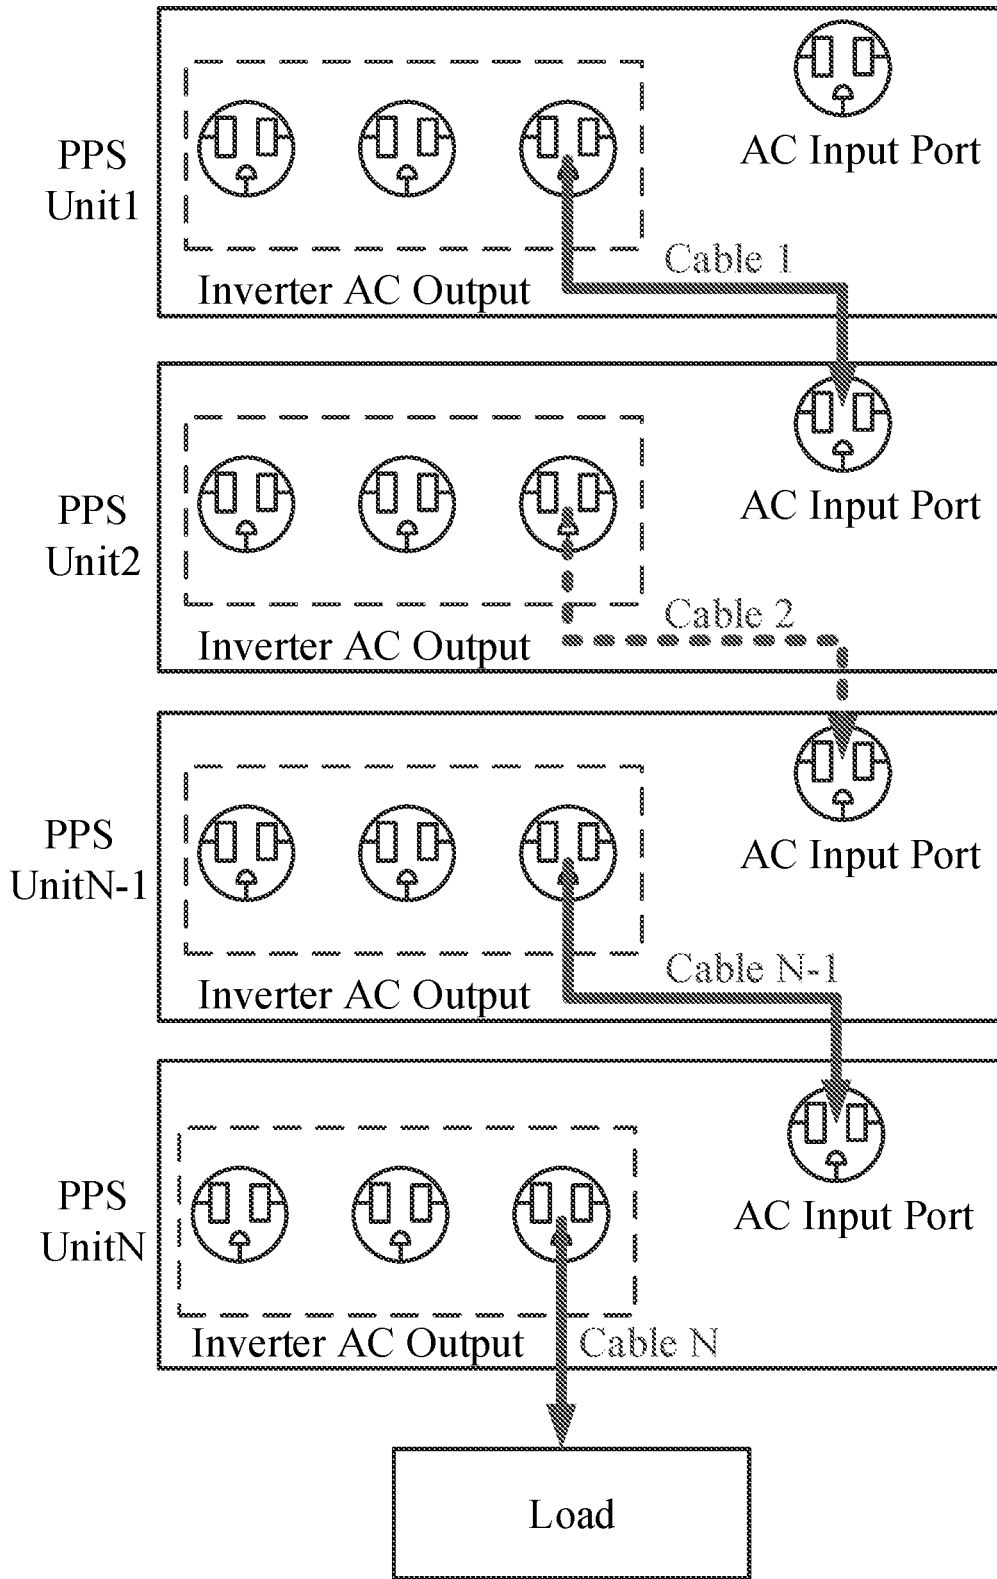 AC Input Port
PPS
Unit1
Cable 1
Inverter AC Output
AC Input Port
PPS
Unit2
Cable 2
Inverter AC Output
AC Input Port
PPS
UnitN-1
Cable N-1
Inverter AC Output
AC Input Port
PPS
UnitN
Inverter AC Output
Cable N
Load